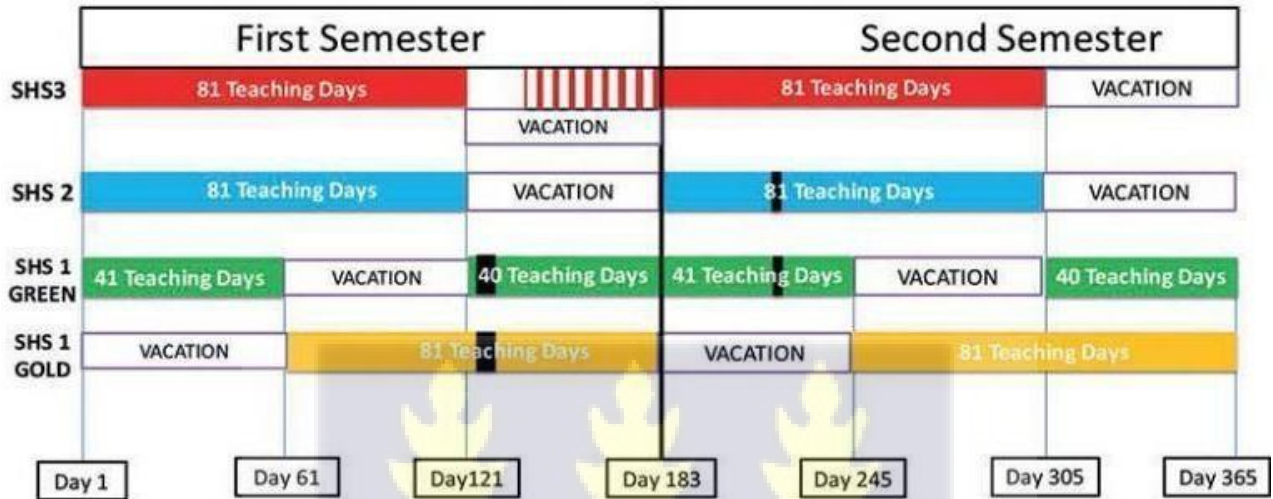 First Semester Second Semester
SHS3 81 Teaching Days 81 Teaching Days VACATION
VACATION
SHS 2 81 Teaching Days VACATION 81 Teaching Days VACATION
SHS 1
GREEN
41 Teaching Days VACATION 40 Teaching Days 41 Teaching Days VACATION 40 Teaching Days
SHS 1
GOLD
VACATION 81 Teaching Days VACATION 81 Teaching Days
Day 1 Day 61 Day121 Day 183 Day 245 Day 305 Day 365